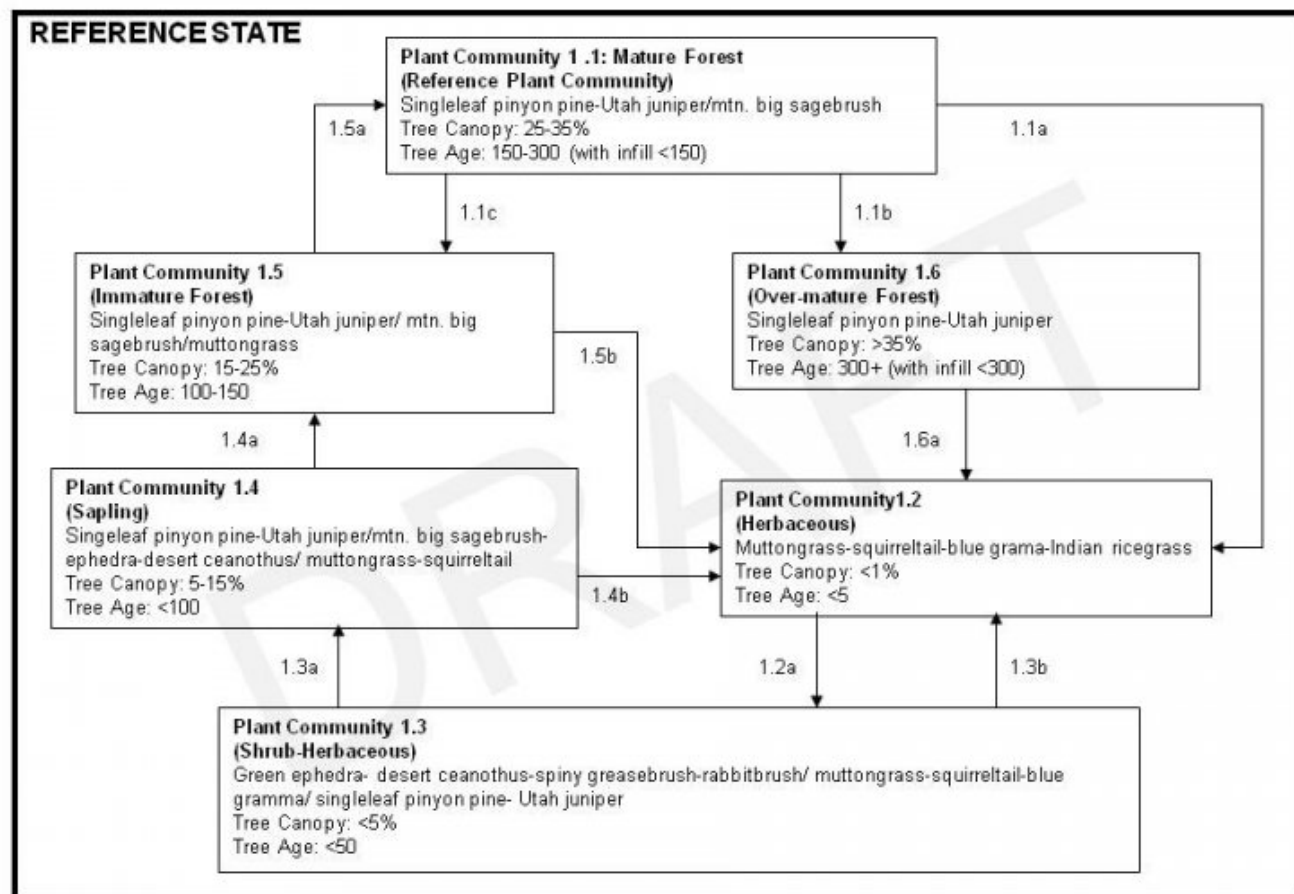 REFERENCE STATE
Plant Community 1 .1: Mature Forest
(Reference Plant Community)
Singleleaf pinyon pine-Utah juniper/mtn. big sagebrush
Tree Canopy: 25-35%
Tree Age: 150-300 (with infill <150)
1.5a
1.1a
1.1c
1.1b
Plant Community 1.5
(Immature Forest)
Singleleaf pinyon pine-Utah juniper/ mtn. big
sagebrush/muttongrass
Tree Canopy: 15-25%
Tree Age: 100-150
Plant Community 1.6
(Over-mature Forest)
Singleleaf pinyon pine-Utah juniper
Tree Canopy: >35%
Tree Age: 300+ (with infill <300)
1.5b
1.4a
1.6a
Plant Community 1.4
(Sapling)
Singeleaf pinyon pine-Utah juniper/mtn. big sagebrush-
ephedra-desert ceanothus/ muttongrass-squirreltail
Tree Canopy: 5-15%
Tree Age: <100
Plant Community1.2
(Herbaceous)
Muttongrass-squirreltail-blue grama-Indian ricegrass
Tree Canopy: <1%
Tree Age: <5
1.4b
1.3a
1.2a
1.3b
Plant Community 1.3
(Shrub-Herbaceous)
Green ephedra- desert ceanothus-spiny greasebrush-rabbitbrush/ muttongrass-squirreltail-blue
gramma/ singleleaf pinyon pine- Utah juniper
Tree Canopy: <5%
Tree Age: <50
DRAFT